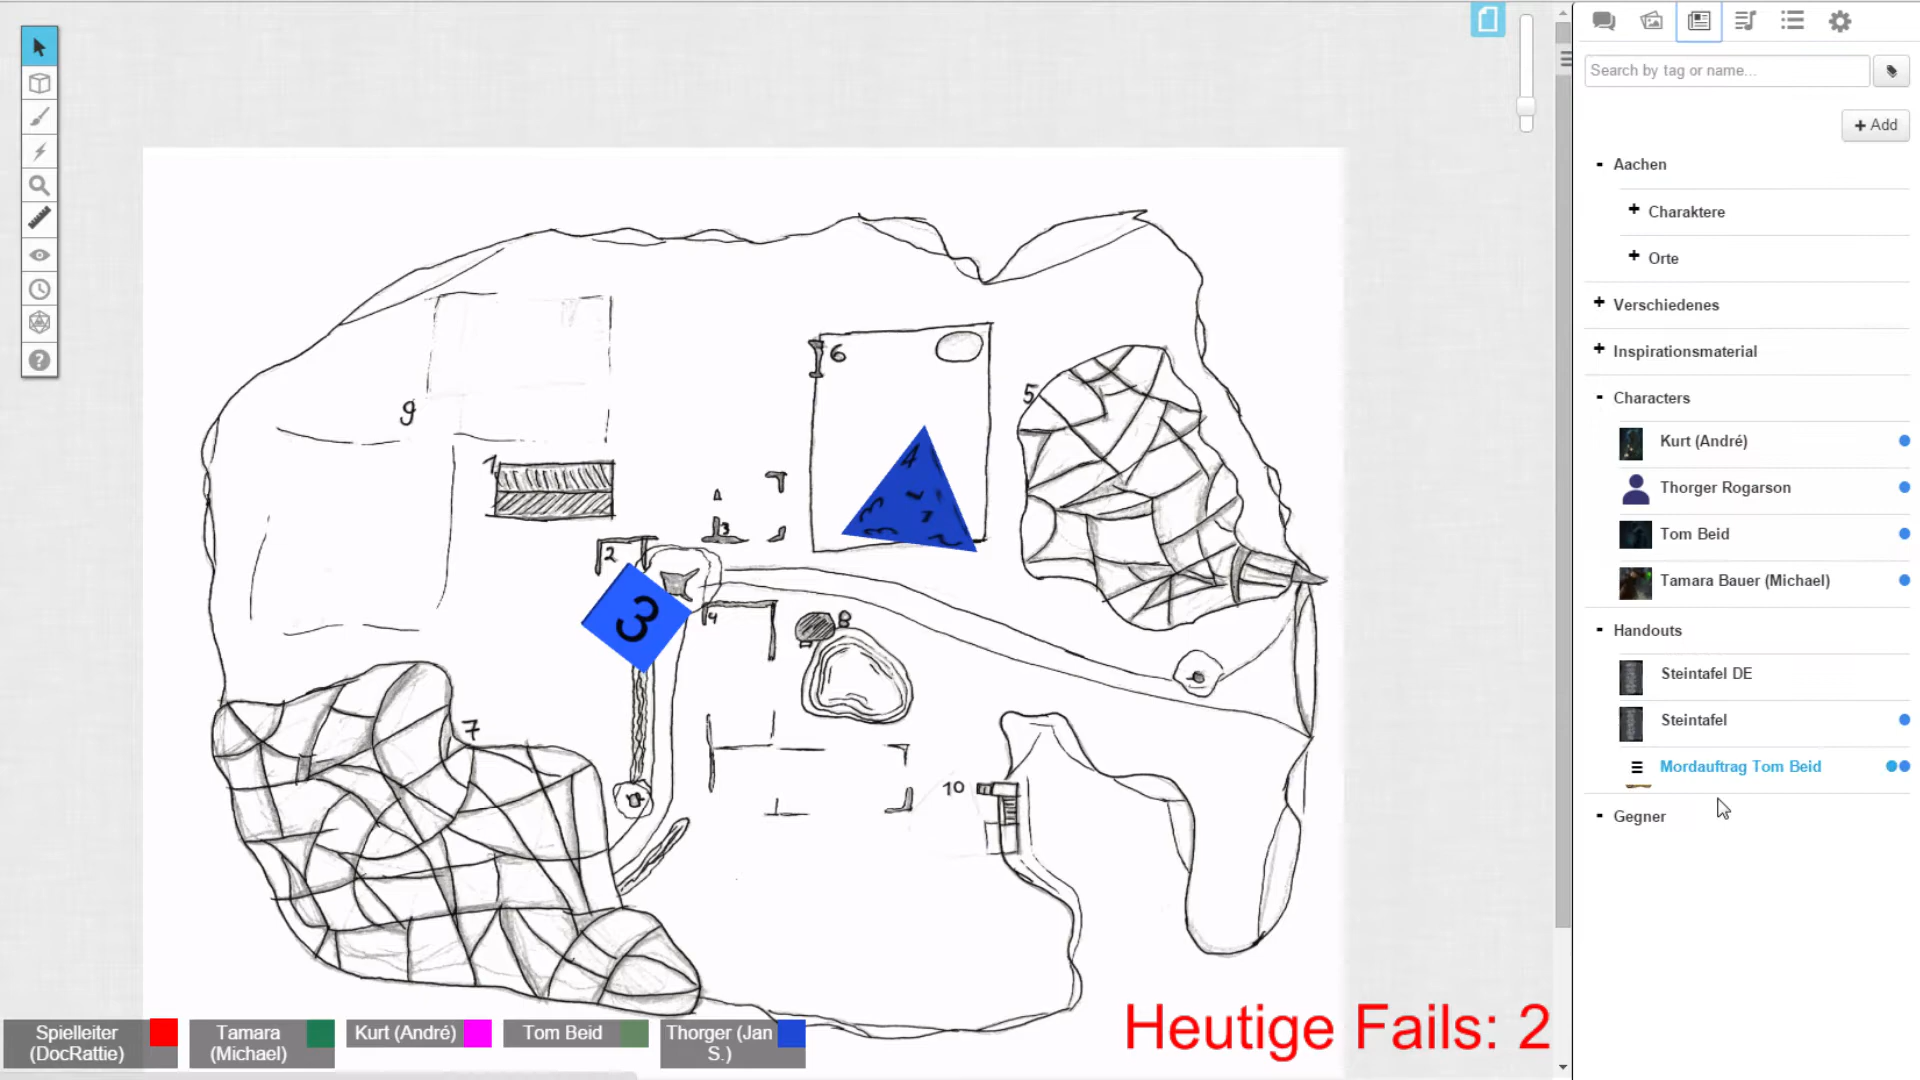 Search by tag or name...
+ Add
Aachen
Charaktere
Orte
Verschiedenes
Inspirationsmaterial
Characters
Kurt (André)
Thorger Rogarson
Tom Beid
Tamara Bauer (Michael)
Handouts
Steintafel DE
Steintafel
Mordauftrag Tom Beid
Gegner
6
5
9
1
4
3
2
3
4
8
7
10
Heutige Fails: 2
Spielleiter
(DocRattie)
Tamara
(Michael)
Kurt (André)
Tom Beid
Thorger (Jan
S.)